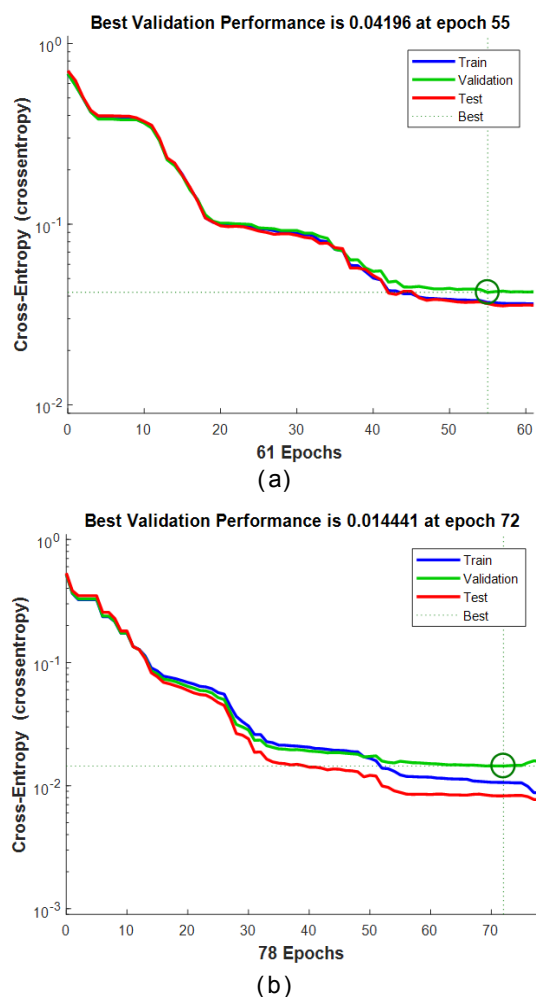 Best Validation Performance is 0.04196 at epoch 55
Cross-Entropy (crossentropy)
10^0
10^-1
10^-2
Train
Validation
Test
Best
0 10 20 30 40 50 60
61 Epochs
(a)
Best Validation Performance is 0.014441 at epoch 72
Cross-Entropy (crossentropy)
10^0
10^-1
10^-2
10^-3
Train
Validation
Test
Best
0 10 20 30 40 50 60 70
78 Epochs
(b)